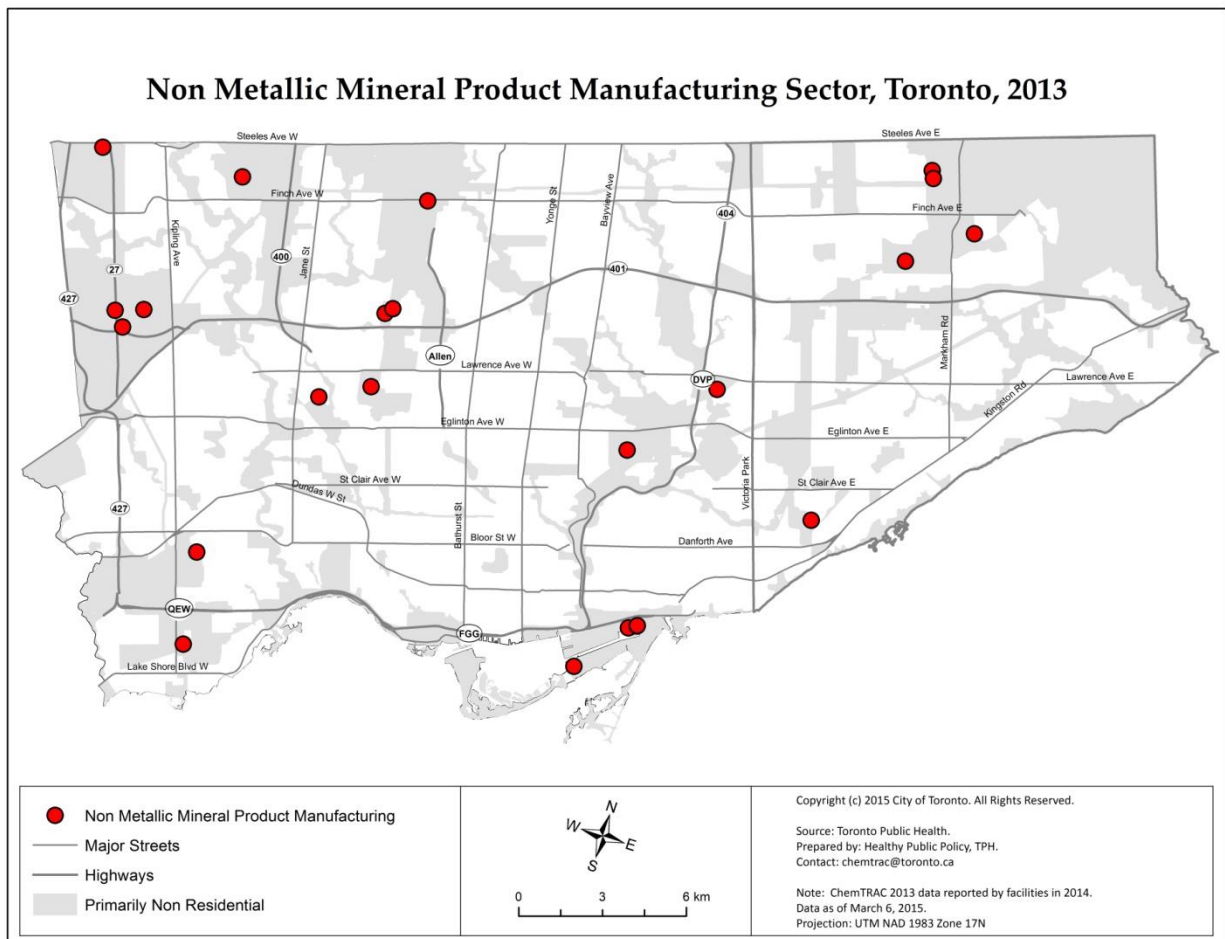 Non Metallic Mineral Product Manufacturing Sector, Toronto, 2013
Steeles Ave W
Steeles Ave E
Finch Ave W
Finch Ave E
Kipling Ave
Jane St
Yonge St
Bayview Ave
404
400
401
27
427
Markham Rd
Allen
Lawrence Ave W
DVP
Lawrence Ave E
Kingston Rd
Eglinton Ave W
Eglinton Ave E
St Clair Ave W
St Clair Ave E
Dundas W St
Bathurst St
Victoria Park
427
Bloor St W
Danforth Ave
QEW
FGG
Lake Shore Blvd W
Non Metallic Mineral Product Manufacturing
Major Streets
Highways
Primarily Non Residential
N
W
E
S
0 3 6 km
Copyright (c) 2015 City of Toronto. All Rights Reserved.
Source: Toronto Public Health.
Prepared by: Healthy Public Policy, TPH.
Contact: chemtrac@toronto.ca
Note: ChemTRAC 2013 data reported by facilities in 2014.
Data as of March 6, 2015.
Projection: UTM NAD 1983 Zone 17N